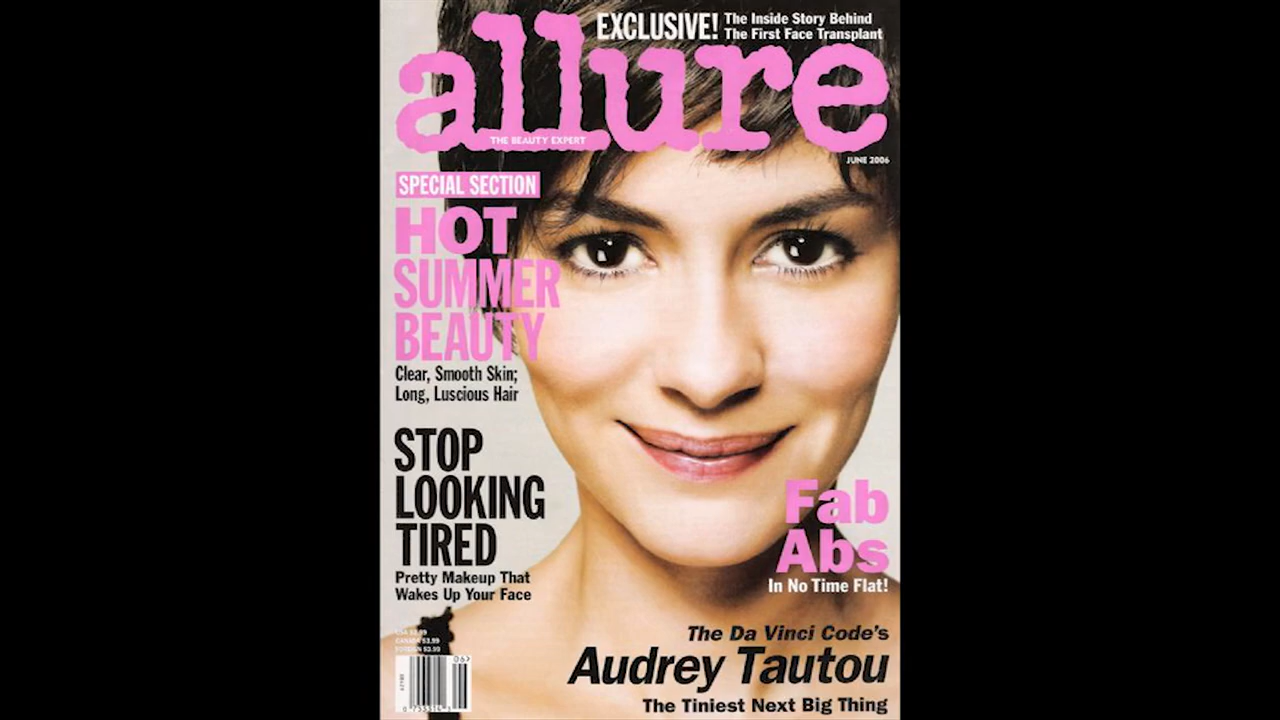 EXCLUSIVE! The Inside Story Behind
The First Face Transplant
allure
THE BEAUTY EXPERT
JUNE 2006
SPECIAL SECTION
HOT
SUMMER
BEAUTY
Clear, Smooth Skin;
Long, Luscious Hair
STOP
LOOKING
TIRED
Pretty Makeup That
Wakes Up Your Face
Fab
Abs
In No Time Flat!
The Da Vinci Code's
Audrey Tautou
The Tiniest Next Big Thing
06>